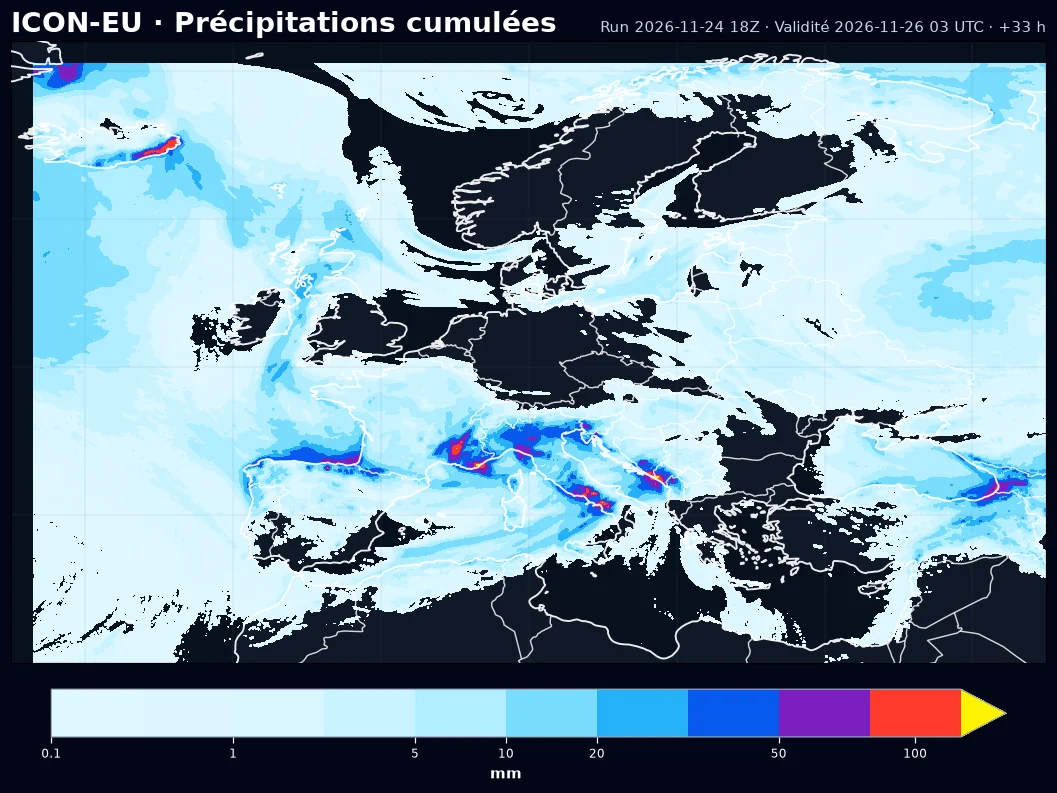 ICON-EU · Précipitations cumulées
Run 2026-11-24 18Z · Validité 2026-11-26 03 UTC · +33 h
0.1 1 5 10 20 50 100
mm